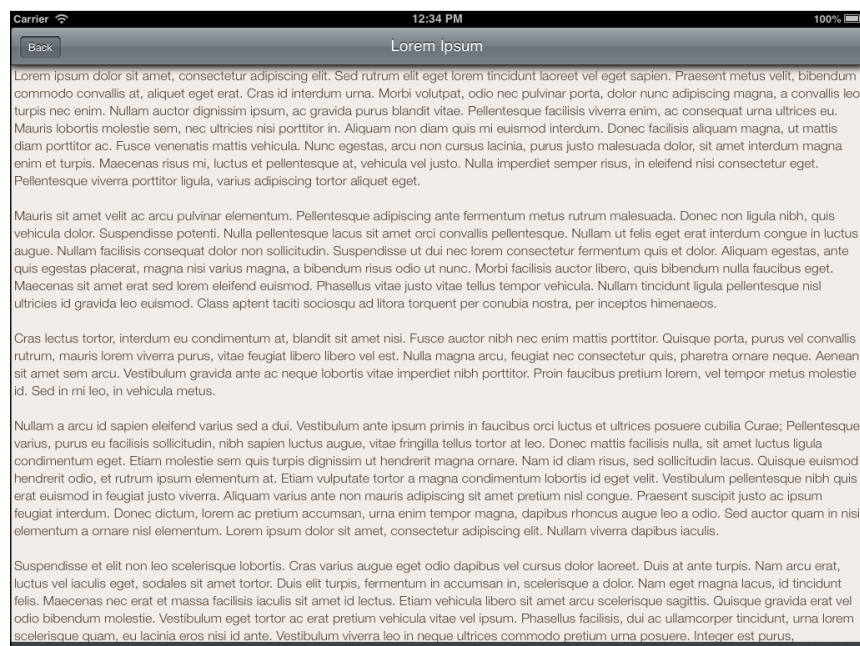 Carrier 12:34 PM 100%
Back Lorem Ipsum
Lorem ipsum dolor sit amet, consectetur adipiscing elit. Sed rutrum elit eget lorem tincidunt laoreet vel eget sapien. Praesent metus velit, bibendum
commodo convallis at, aliquet eget erat. Cras id interdum urna. Morbi volutpat, odio nec pulvinar porta, dolor nunc adipiscing magna, a convallis leo
turpis nec enim. Nullam auctor dignissim ipsum, ac gravida purus blandit vitae. Pellentesque facilisis viverra enim, ac consequat urna ultrices eu.
Mauris lobortis molestie sem, nec ultricies nisi porttitor in. Aliquam non diam quis mi euismod interdum. Donec facilisis aliquam magna, ut mattis
diam porttitor ac. Fusce venenatis mattis vehicula. Nunc egestas, arcu non cursus lacinia, purus justo malesuada dolor, sit amet interdum magna
enim et turpis. Maecenas risus mi, luctus et pellentesque at, vehicula vel justo. Nulla imperdiet semper risus, in eleifend nisi consectetur eget.
Pellentesque viverra porttitor ligula, varius adipiscing tortor aliquet eget.
Mauris sit amet velit ac arcu pulvinar elementum. Pellentesque adipiscing ante fermentum metus rutrum malesuada. Donec non ligula nibh, quis
vehicula dolor. Suspendisse potenti. Nulla pellentesque lacus sit amet orci convallis pellentesque. Nullam ut felis eget erat interdum congue in luctus
augue. Nullam facilisis consequat dolor non sollicitudin. Suspendisse ut dui nec lorem consectetur fermentum quis et dolor. Aliquam egestas, ante
quis egestas placerat, magna nisi varius magna, a bibendum risus odio ut nunc. Morbi facilisis auctor libero, quis bibendum nulla faucibus eget.
Maecenas sit amet erat sed lorem eleifend euismod. Phasellus vitae justo vitae tellus tempor vehicula. Nullam tincidunt ligula pellentesque nisl
ultricies id gravida leo euismod. Class aptent taciti sociosqu ad litora torquent per conubia nostra, per inceptos himenaeos.
Cras lectus tortor, interdum eu condimentum at, blandit sit amet nisi. Fusce auctor nibh nec enim mattis porttitor. Quisque porta, purus vel convallis
rutrum, mauris lorem viverra purus, vitae feugiat libero libero vel est. Nulla magna arcu, feugiat nec consectetur quis, pharetra ornare neque. Aenean
sit amet sem arcu. Vestibulum gravida ante ac neque lobortis vitae imperdiet nibh porttitor. Proin faucibus pretium lorem, vel tempor metus molestie
id. Sed in mi leo, in vehicula metus.
Nullam a arcu id sapien eleifend varius sed a dui. Vestibulum ante ipsum primis in faucibus orci luctus et ultrices posuere cubilia Curae; Pellentesque
varius, purus eu facilisis sollicitudin, nibh sapien luctus augue, vitae fringilla tellus tortor at leo. Donec mattis facilisis nulla, sit amet luctus ligula
condimentum eget. Etiam molestie sem quis turpis dignissim ut hendrerit magna ornare. Nam id diam risus, sed sollicitudin lacus. Quisque euismod
hendrerit odio, et rutrum ipsum elementum at. Etiam vulputate tortor a magna condimentum lobortis id eget velit. Vestibulum pellentesque nibh quis
erat euismod in feugiat justo viverra. Aliquam varius ante non mauris adipiscing sit amet pretium nisl congue. Praesent suscipit justo ac ipsum
feugiat interdum. Donec dictum, lorem ac pretium accumsan, urna enim tempor magna, dapibus rhoncus augue leo a odio. Sed auctor quam in nisi
elementum a ornare nisl elementum. Lorem ipsum dolor sit amet, consectetur adipiscing elit. Nullam viverra dapibus iaculis.
Suspendisse et elit non leo scelerisque lobortis. Cras varius augue eget odio dapibus vel cursus dolor laoreet. Duis at ante turpis. Nam arcu erat,
luctus vel iaculis eget, sodales sit amet tortor. Duis elit turpis, fermentum in accumsan in, scelerisque a dolor. Nam eget magna lacus, id tincidunt
felis. Maecenas nec erat et massa facilisis iaculis sit amet id lectus. Etiam vehicula libero sit amet arcu scelerisque sagittis. Quisque gravida erat vel
odio bibendum molestie. Vestibulum eget tortor ac erat pretium vehicula vitae vel ipsum. Phasellus facilisis, dui ac ullamcorper tincidunt, urna lorem
scelerisque quam, eu lacinia eros nisi id ante. Vestibulum viverra leo in neque ultrices commodo pretium urna posuere. Integer est purus,